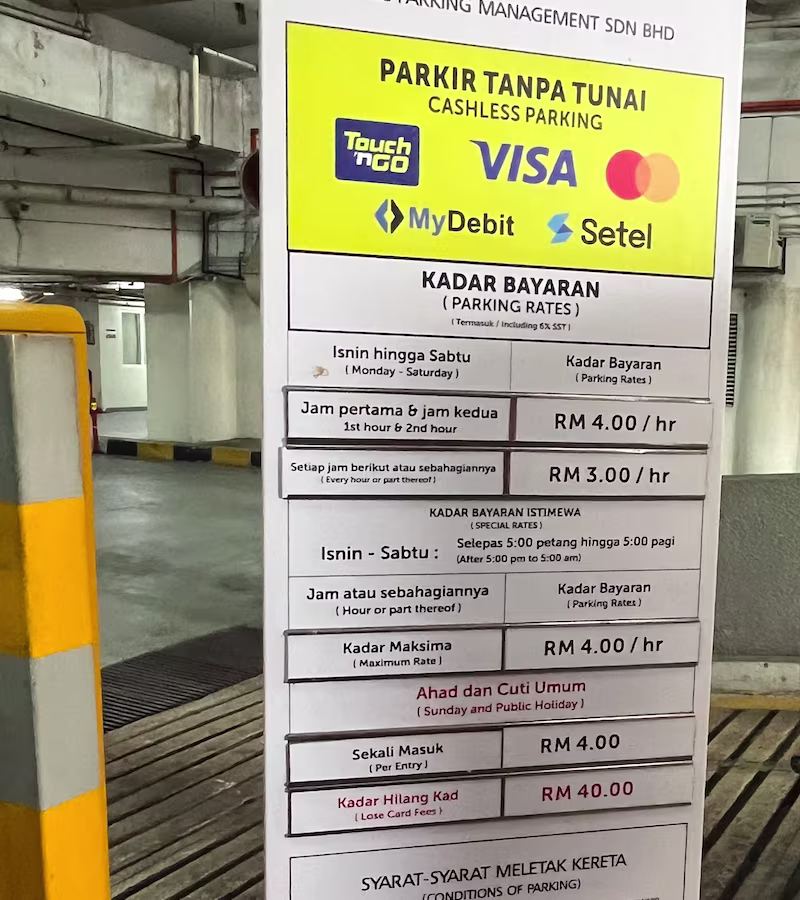 PARKING MANAGEMENT SDN BHD
PARKIR TANPA TUNAI
CASHLESS PARKING
Touch 'nGO VISA
MyDebit Setel
KADAR BAYARAN
( PARKING RATES )
( Termasuk / Including 6% SST )
Isnin hingga Sabtu Kadar Bayaran
( Monday - Saturday ) ( Parking Rates )
Jam pertama & jam kedua RM 4.00 / hr
1st hour & 2nd hour
Setiap jam berikut atau sebahagiannya RM 3.00 / hr
( Every hour or part thereof )
KADAR BAYARAN ISTIMEWA
( SPECIAL RATES )
Isnin - Sabtu : Selepas 5:00 petang hingga 5:00 pagi
(After 5:00 pm to 5:00 am)
Jam atau sebahagiannya Kadar Bayaran
( Hour or part thereof ) ( Parking Rates )
Kadar Maksima RM 4.00 / hr
( Maximum Rate )
Ahad dan Cuti Umum
( Sunday and Public Holiday )
Sekali Masuk RM 4.00
( Per Entry )
Kadar Hilang Kad RM 40.00
( Lose Card Fees )
SYARAT-SYARAT MELETAK KERETA
(CONDITIONS OF PARKING)